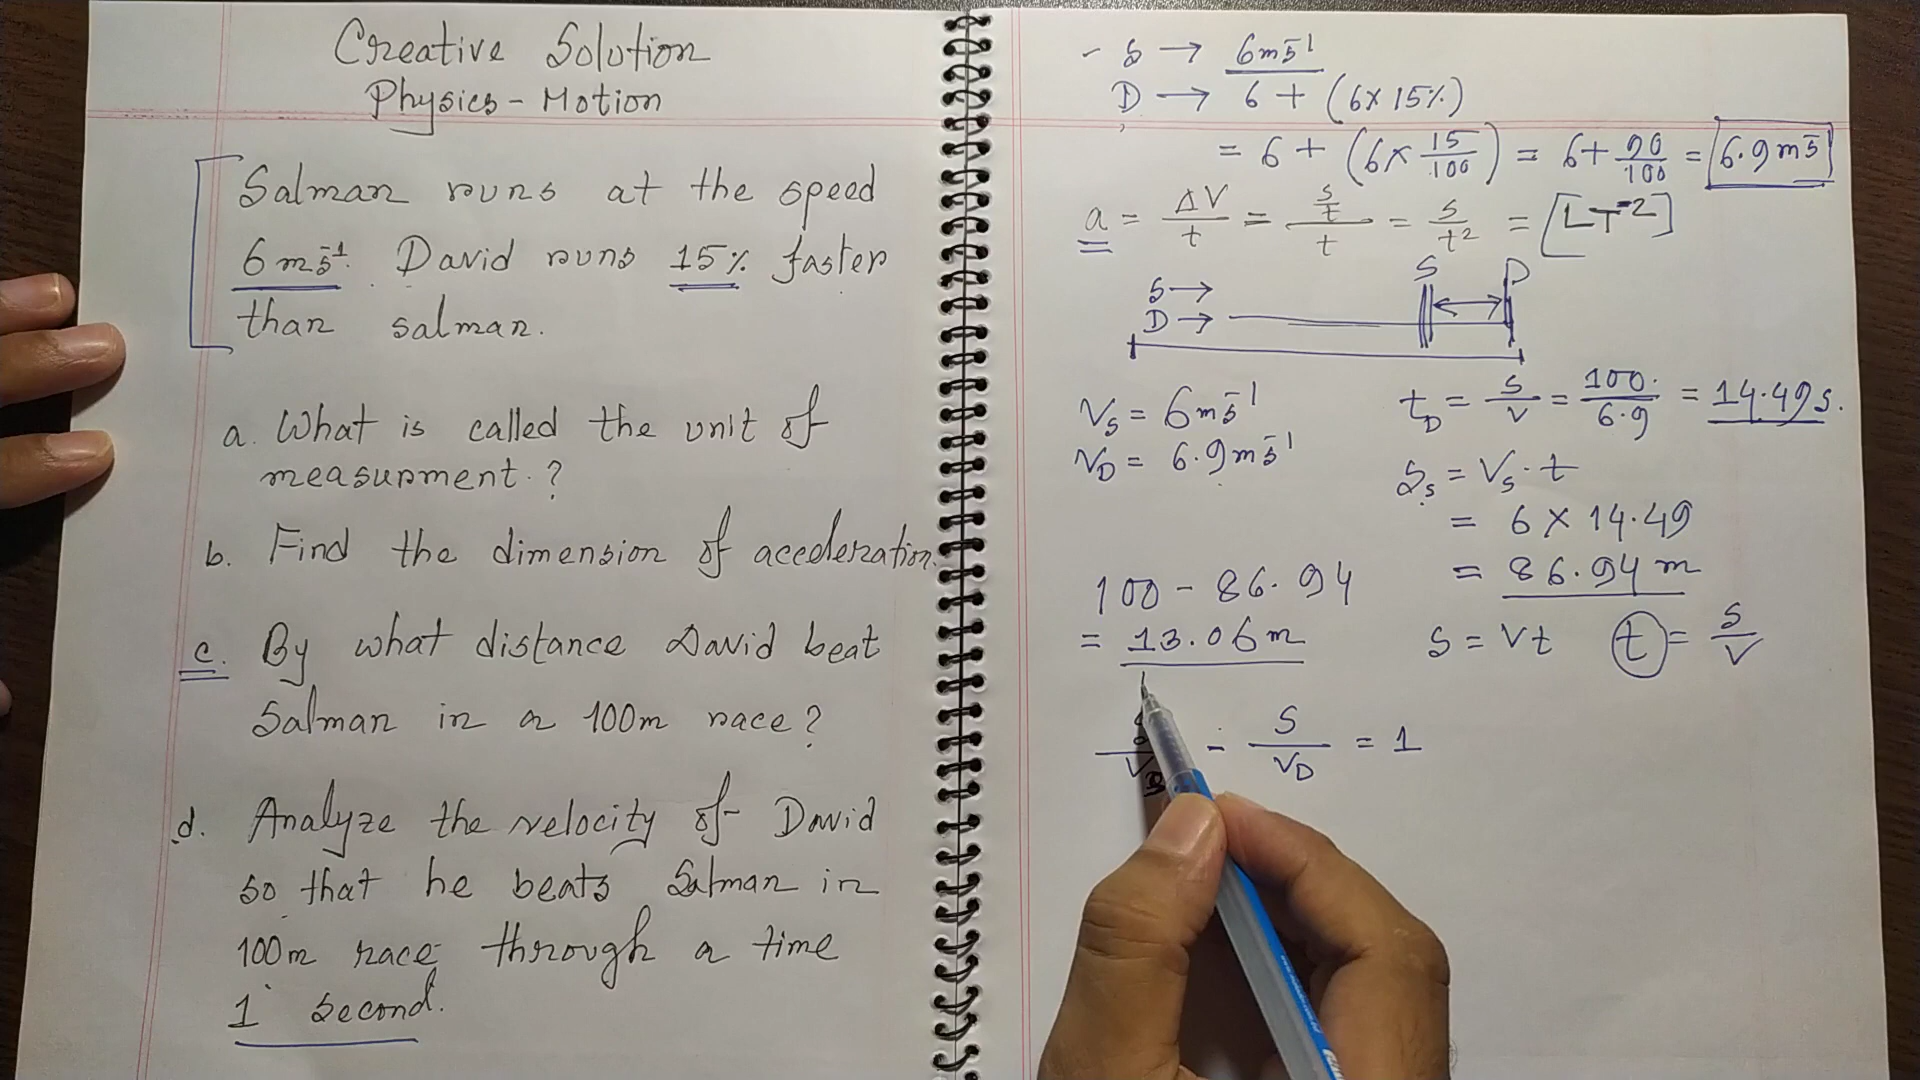 Creative Solution
Physics - Motion
Salman runs at the speed
6 ms⁻¹. David runs 15% faster
than salman.
a. What is called the unit of
measurment.?
b. Find the dimension of acceleration.
c. By what distance David beat
Salman in a 100m race?
d. Analyze the velocity of David
so that he beats Salman in
100m race through a time
1 second.
- S → 6ms⁻¹
D → 6 + (6×15%)
= 6 + (6× 15/100) = 6+ 90/100 = 6.9 ms⁻
a = ΔV/t = (s/t)/t = s/t² = [LT⁻²]
S D
S →
D →
Vs = 6ms⁻¹
VD = 6.9ms⁻¹
tD = s/v = 100/6.9 = 14.49s.
Ss = Vs·t
= 6 × 14.49
= 86.94 m
100 - 86.94
= 13.06m
s = Vt t = s/v
- S/VD = 1